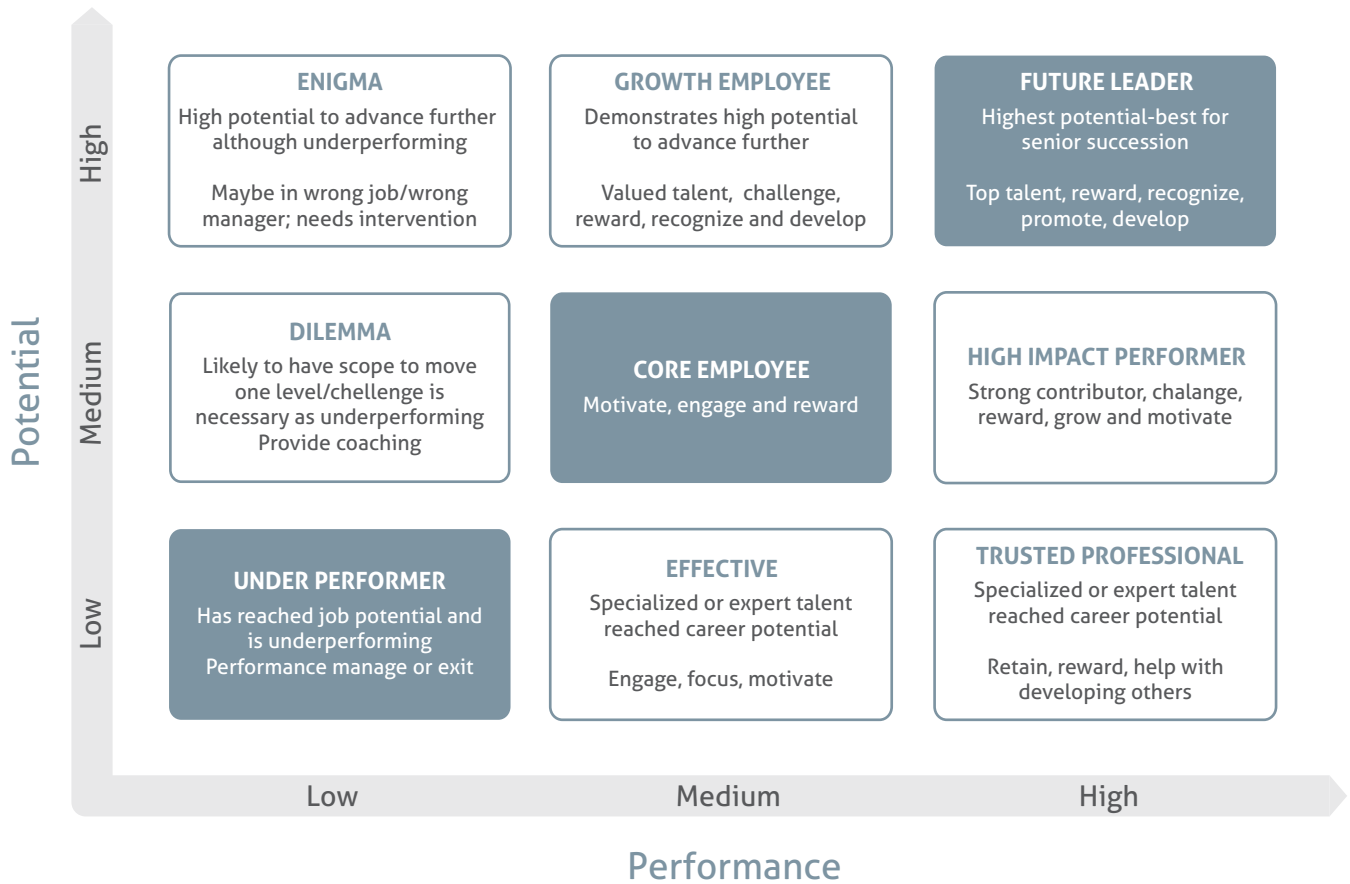 Potential
High
Medium
Low
ENIGMA
High potential to advance further
although underperforming
Maybe in wrong job/wrong
manager; needs intervention
GROWTH EMPLOYEE
Demonstrates high potential
to advance further
Valued talent,  challenge,
reward, recognize and develop
FUTURE LEADER
Highest potential-best for
senior succession
Top talent, reward, recognize,
promote, develop
DILEMMA
Likely to have scope to move
one level/chellenge is
necessary as underperforming
Provide coaching
CORE EMPLOYEE
Motivate, engage and reward
HIGH IMPACT PERFORMER
Strong contributor, chalange,
reward, grow and motivate
UNDER PERFORMER
Has reached job potential and
is underperforming
Performance manage or exit
EFFECTIVE
Specialized or expert talent
reached career potential
Engage, focus, motivate
TRUSTED PROFESSIONAL
Specialized or expert talent
reached career potential
Retain, reward, help with
developing others
Low
Medium
High
Performance